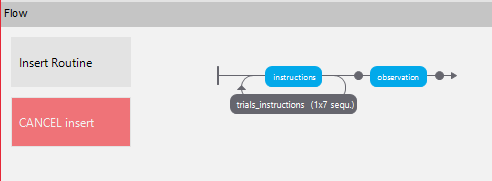 Flow
Insert Routine
CANCEL insert
instructions
observation
trials_instructions (1x7 sequ.)